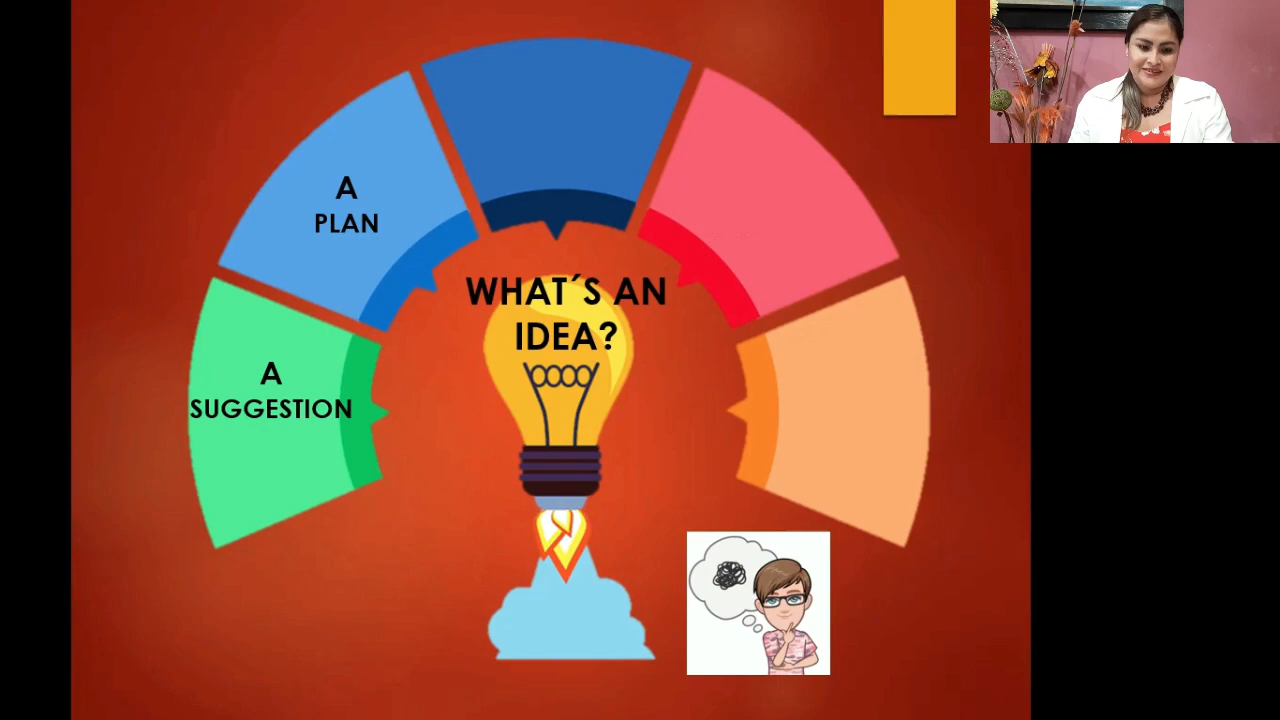 A
PLAN
WHAT´S AN
IDEA?
A
SUGGESTION